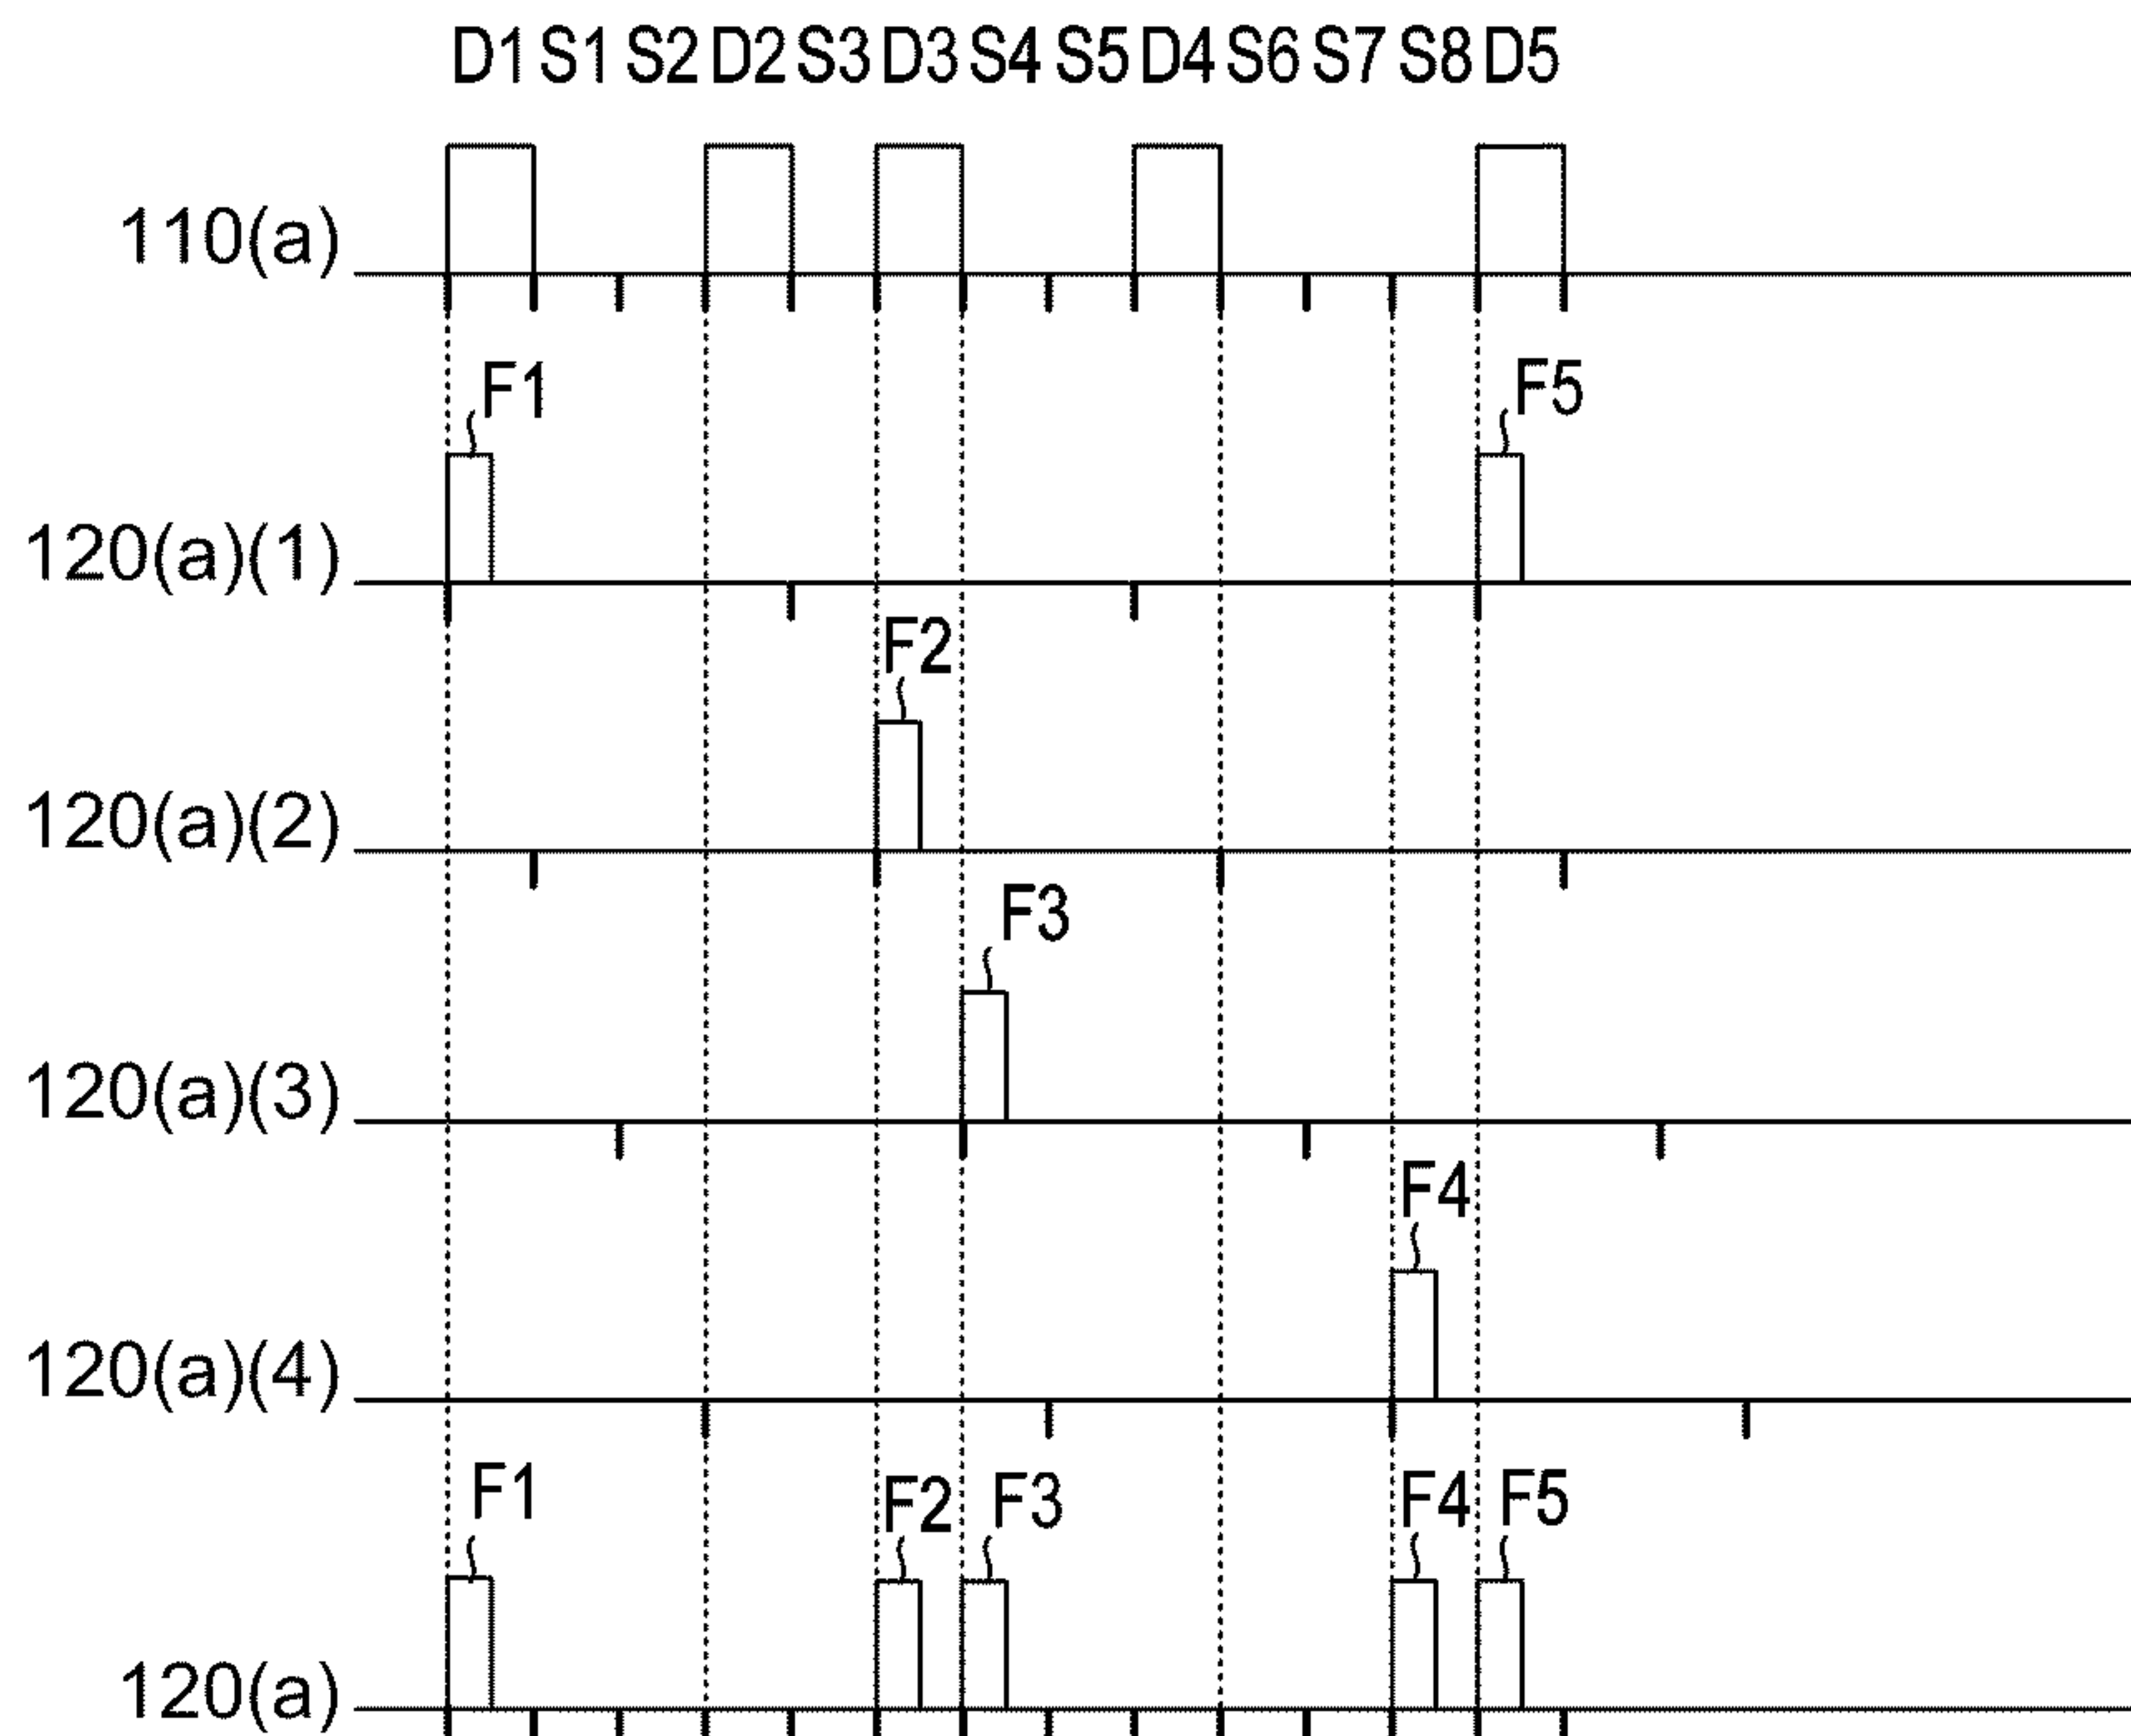 D1 S1 S2 D2 S3 D3 S4 S5 D4 S6 S7 S8 D5
110(a)
F1
F5
120(a)(1)
F2
120(a)(2)
F3
120(a)(3)
F4
120(a)(4)
F1 F2 F3 F4 F5
120(a)